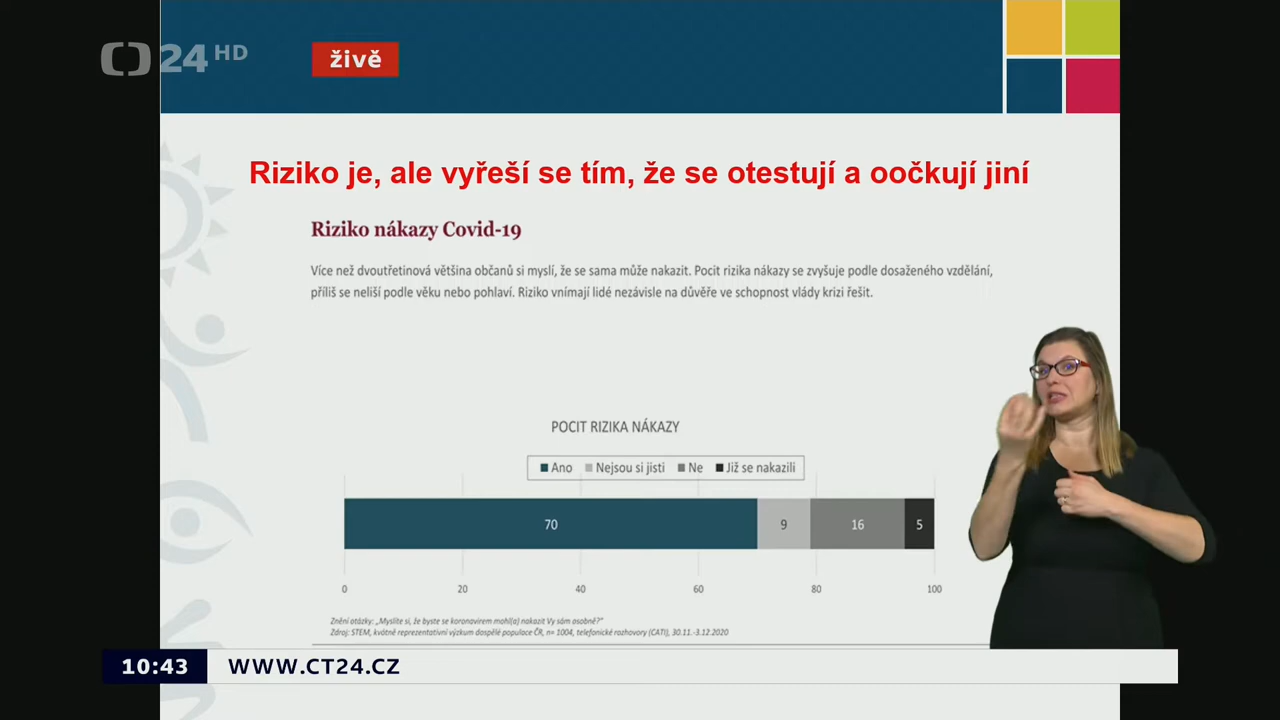 24 HD
živě
Riziko je, ale vyřeší se tím, že se otestují a oočkují jiní
Riziko nákazy Covid-19
Více než dvoutřetinová většina občanů si myslí, že se sama může nakazit. Pocit rizika nákazy se zvyšuje podle dosaženého vzdělání,
příliš se neliší podle věku nebo pohlaví. Riziko vnímají lidé nezávisle na důvěře ve schopnost vlády krizi řešit.
POCIT RIZIKA NÁKAZY
Ano Nejsou si jisti Ne Již se nakazili
70 9 16 5
0 20 40 60 80 100
Znění otázky: „Myslíte si, že byste se koronavirem mohl(a) nakazit Vy sám osobně?“
Zdroj: STEM, kvótně reprezentativní výzkum dospělé populace ČR, n= 1004, telefonické rozhovory (CATI), 30.11.-3.12.2020
10:43 WWW.CT24.CZ